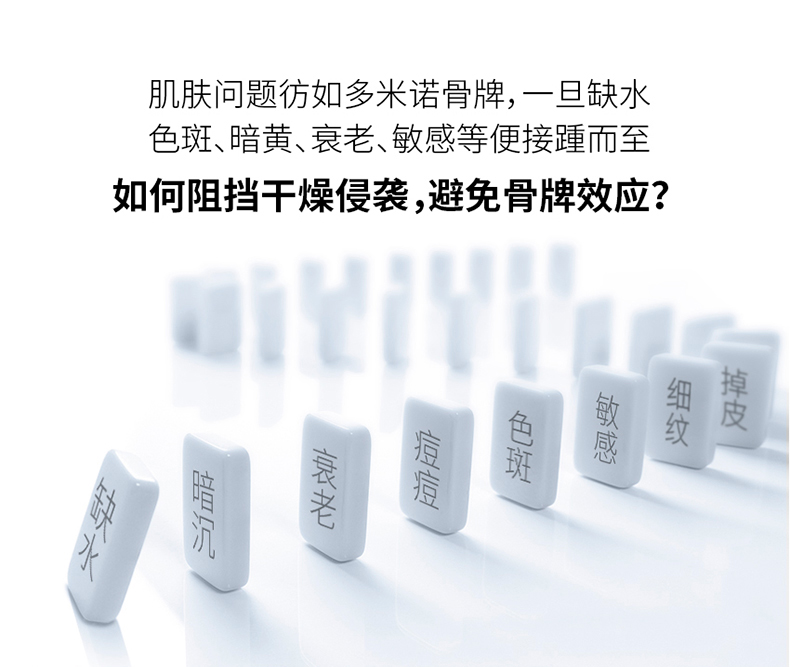 肌肤问题彷如多米诺骨牌，一旦缺水
色斑、暗黄、衰老、敏感等便接踵而至
如何阻挡干燥侵袭，避免骨牌效应？
缺水
暗沉
衰老
痘痘
色斑
敏感
细纹
掉皮